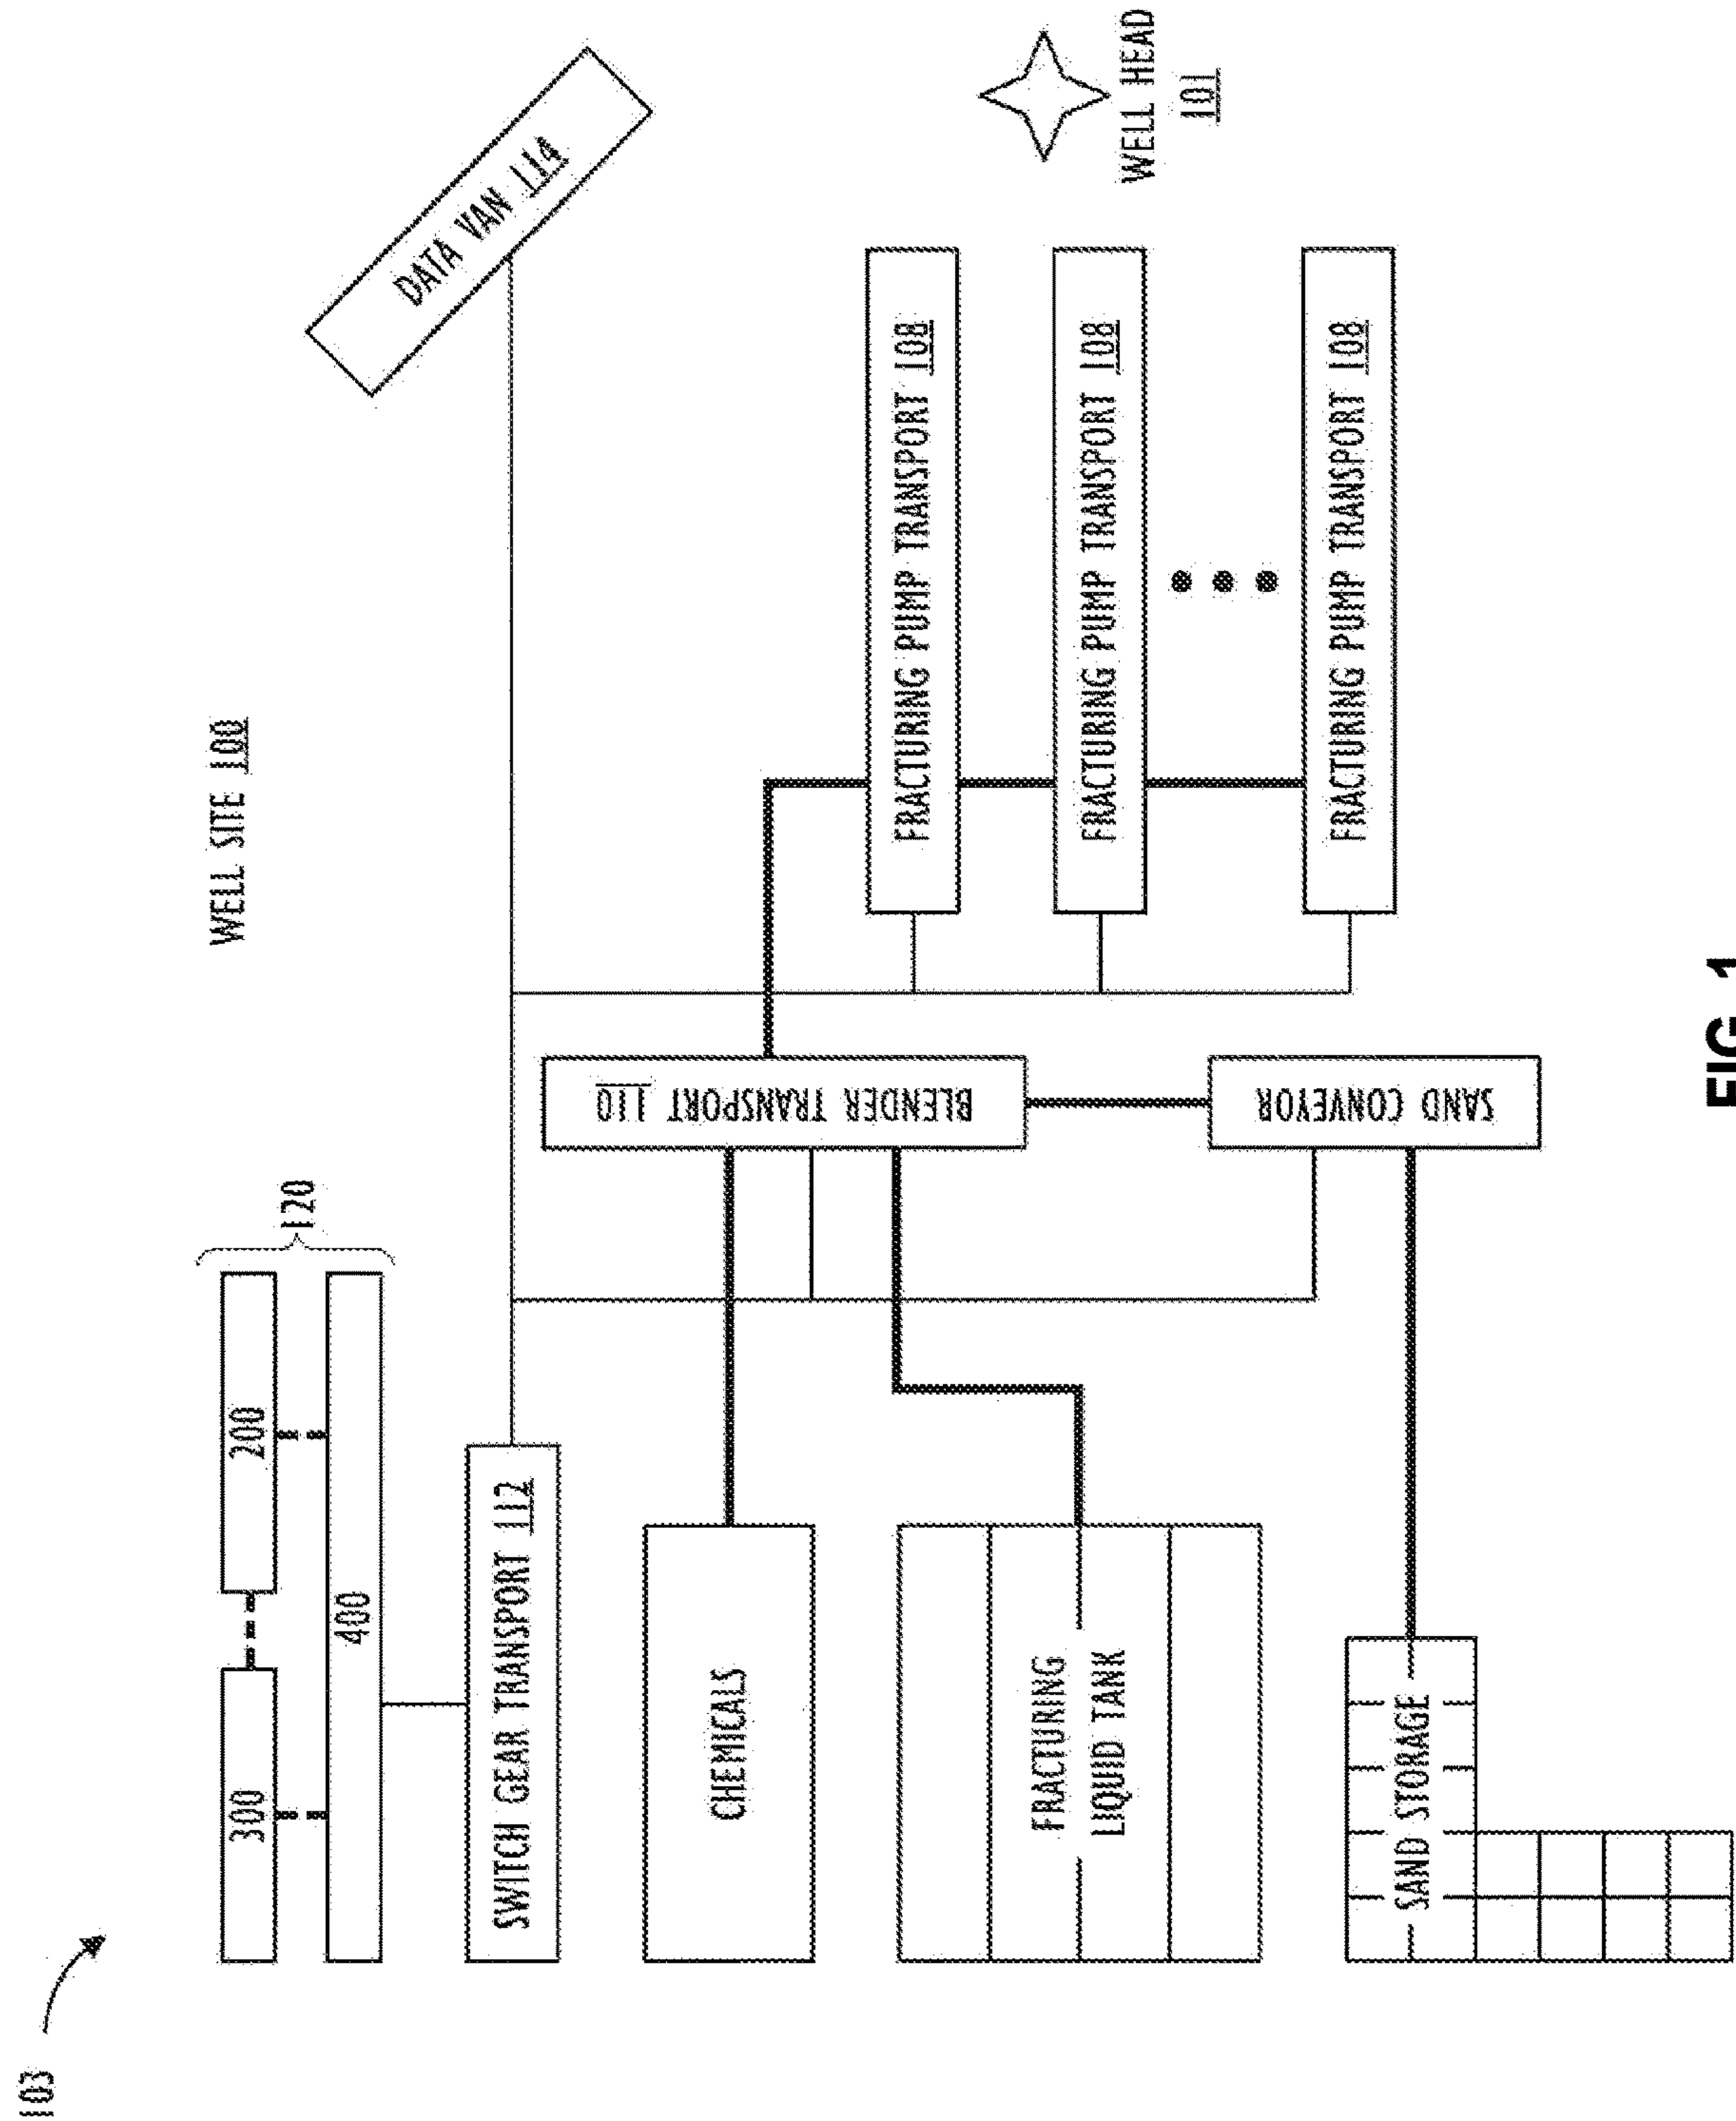 103
WELL SITE 100
300
200
120
400
DATA VAN 114
SWITCH GEAR TRANSPORT 112
CHEMICALS
BLENDER TRANSPORT 110
FRACTURING PUMP TRANSPORT 108
FRACTURING PUMP TRANSPORT 108
FRACTURING PUMP TRANSPORT 108
WELL HEAD
101
FRACTURING
LIQUID TANK
SAND CONVEYOR
SAND STORAGE
FIG. 1